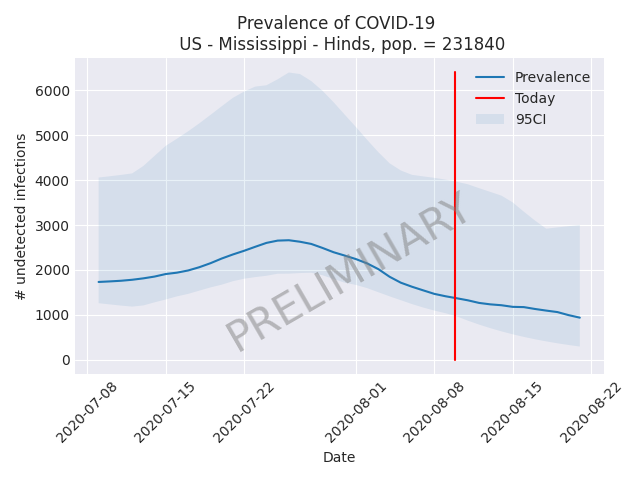 Prevalence of COVID-19
US - Mississippi - Hinds, pop. = 231840
Prevalence
Today
95CI
6000
5000
4000
3000
2000
1000
0
# undetected infections
PRELIMINARY
2020-07-08
2020-07-15
2020-07-22
2020-08-01
2020-08-08
2020-08-15
2020-08-22
Date